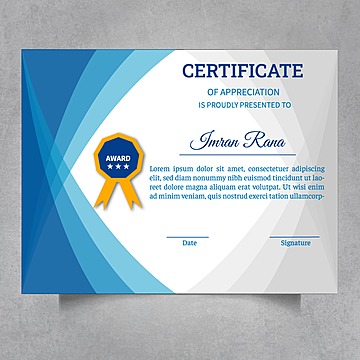 CERTIFICATE
OF APPRECIATION
IS PROUDLY PRESENTED TO
Imran Rana
AWARD
Lorem ipsum dolor sit amet, consectetuer adipiscing
elit, sed diam nonummy nibh euismod tincidunt ut
laoreet dolore magna aliquam erat volutpat. Ut wisi enim
ad minim veniam, quis nostrud exerci tation ullamcorp-
Date
Signature